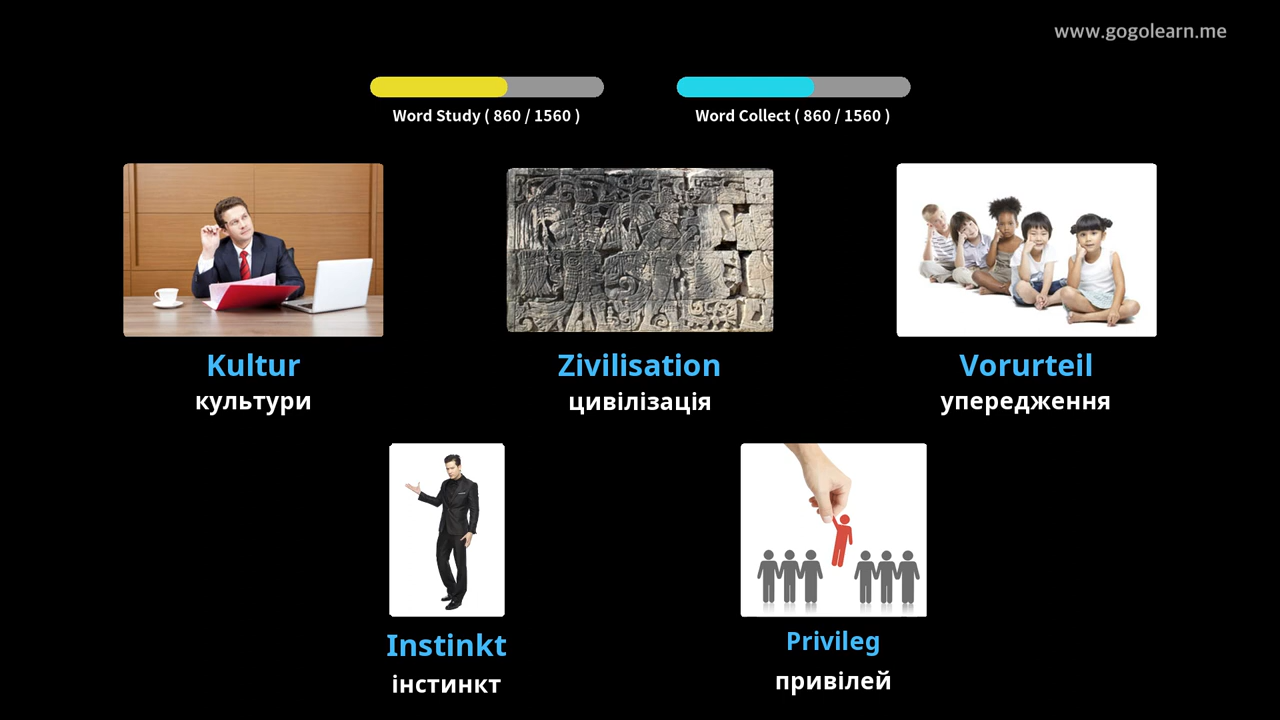 www.gogolearn.me
Word Study ( 860 / 1560 )
Word Collect ( 860 / 1560 )
Kultur
культури
Zivilisation
цивілізація
Vorurteil
упередження
Instinkt
інстинкт
Privileg
привілей